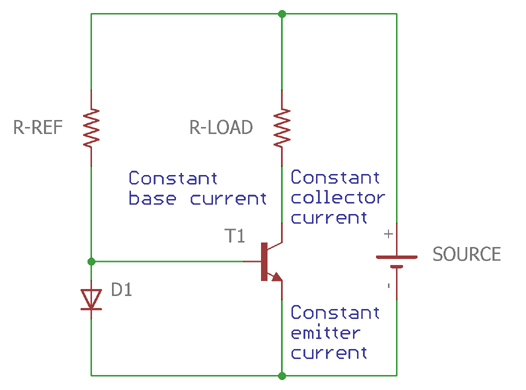 R-REF
R-LOAD
Constant
base current
Constant
collector
current
T1
+
SOURCE
-
D1
Constant
emitter
current